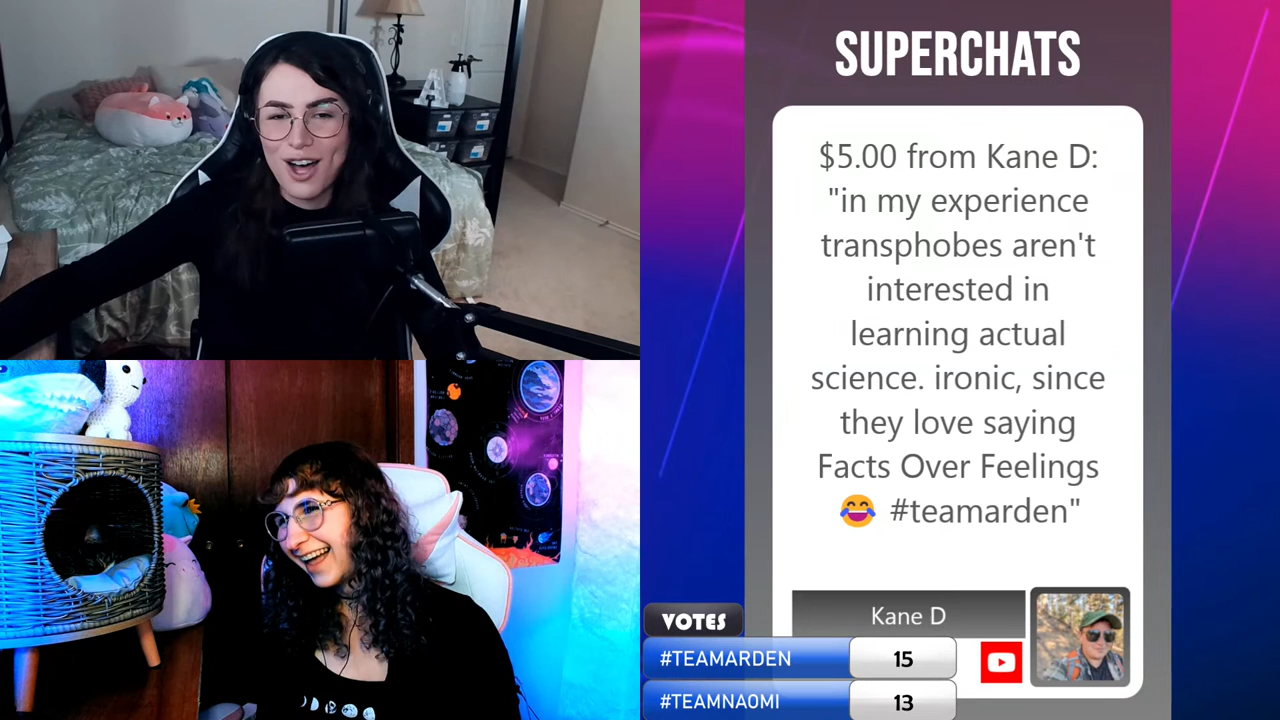 SUPERCHATS
$5.00 from Kane D:
"in my experience
transphobes aren't
interested in
learning actual
science. ironic, since
they love saying
Facts Over Feelings
😂 #teamarden"
Kane D
VOTES
#TEAMARDEN 15
#TEAMNAOMI 13